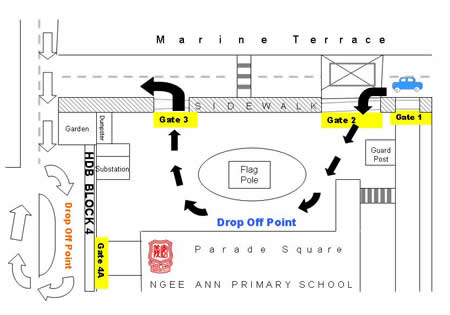 Marine Terrace
SIDEWALK
Gate 3
Gate 2
Gate 1
Garden
Dumpster
Substation
Guard
Post
Flag
Pole
HDB BLOCK 4
Drop Off Point
Drop Off Point
Gate 4A
Parade Square
NGEE ANN PRIMARY SCHOOL